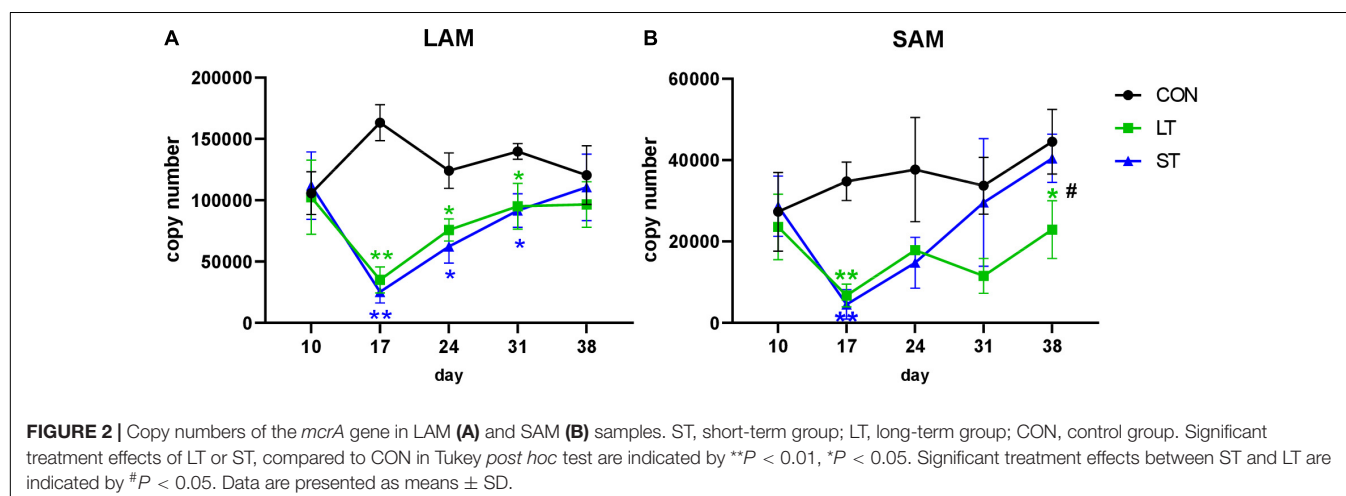 A
LAM
B
SAM
200000
150000
100000
50000
0
copy number
10 17 24 31 38
day
**
*
*
**
*
*
60000
40000
20000
0
copy number
10 17 24 31 38
day
**
**
*
#
CON
LT
ST
FIGURE 2 | Copy numbers of the mcrA gene in LAM (A) and SAM (B) samples. ST, short-term group; LT, long-term group; CON, control group. Significant
treatment effects of LT or ST, compared to CON in Tukey post hoc test are indicated by **P < 0.01, *P < 0.05. Significant treatment effects between ST and LT are
indicated by #P < 0.05. Data are presented as means ± SD.